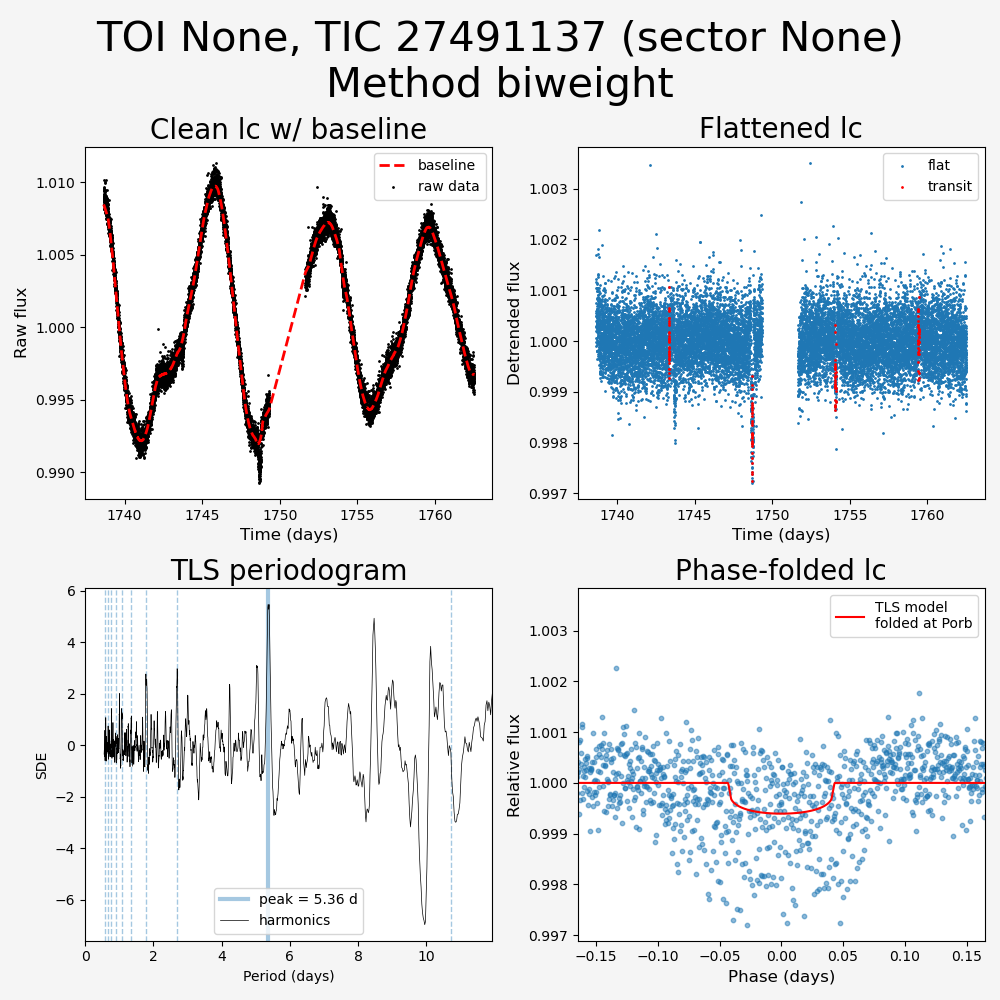 TOI None, TIC 27491137 (sector None)
Method biweight
Clean lc w/ baseline
baseline
raw data
1.010
1.005
1.000
0.995
0.990
Raw flux
1740
1745
1750
1755
1760
Time (days)
Flattened lc
flat
transit
1.003
1.002
1.001
1.000
0.999
0.998
0.997
Detrended flux
1740
1745
1750
1755
1760
Time (days)
TLS periodogram
6
4
2
0
−2
−4
−6
SDE
peak = 5.36 d
harmonics
0
2
4
6
8
10
Period (days)
Phase-folded lc
TLS model
folded at Porb
1.003
1.002
1.001
1.000
0.999
0.998
0.997
Relative flux
−0.15
−0.10
−0.05
0.00
0.05
0.10
0.15
Phase (days)